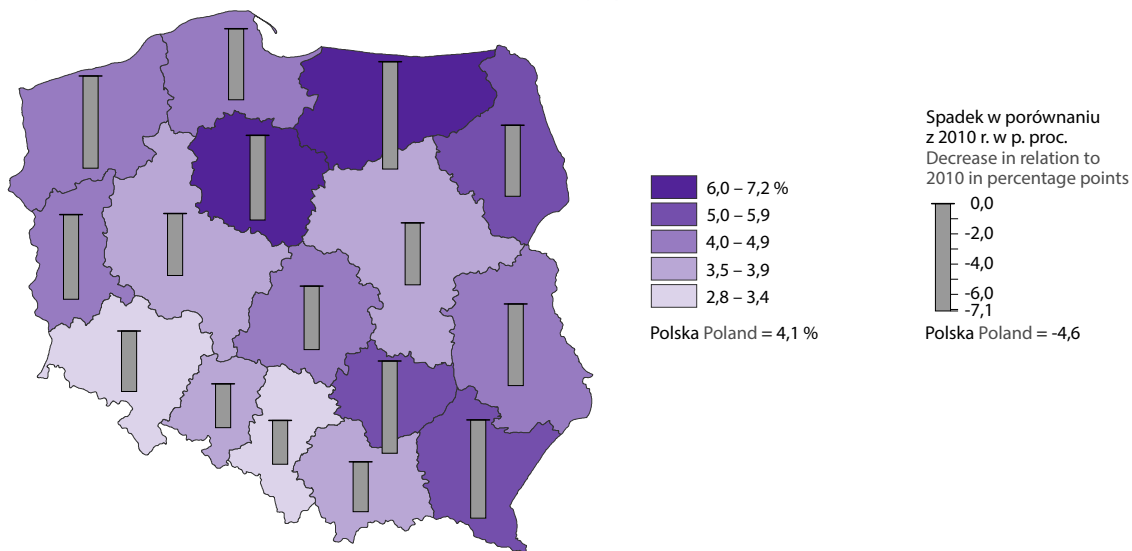 6,0 – 7,2 %
5,0 – 5,9
4,0 – 4,9
3,5 – 3,9
2,8 – 3,4
Polska Poland = 4,1 %
Spadek w porównaniu
z 2010 r. w p. proc.
Decrease in relation to
2010 in percentage points
0,0
-2,0
-4,0
-6,0
-7,1
Polska Poland = -4,6